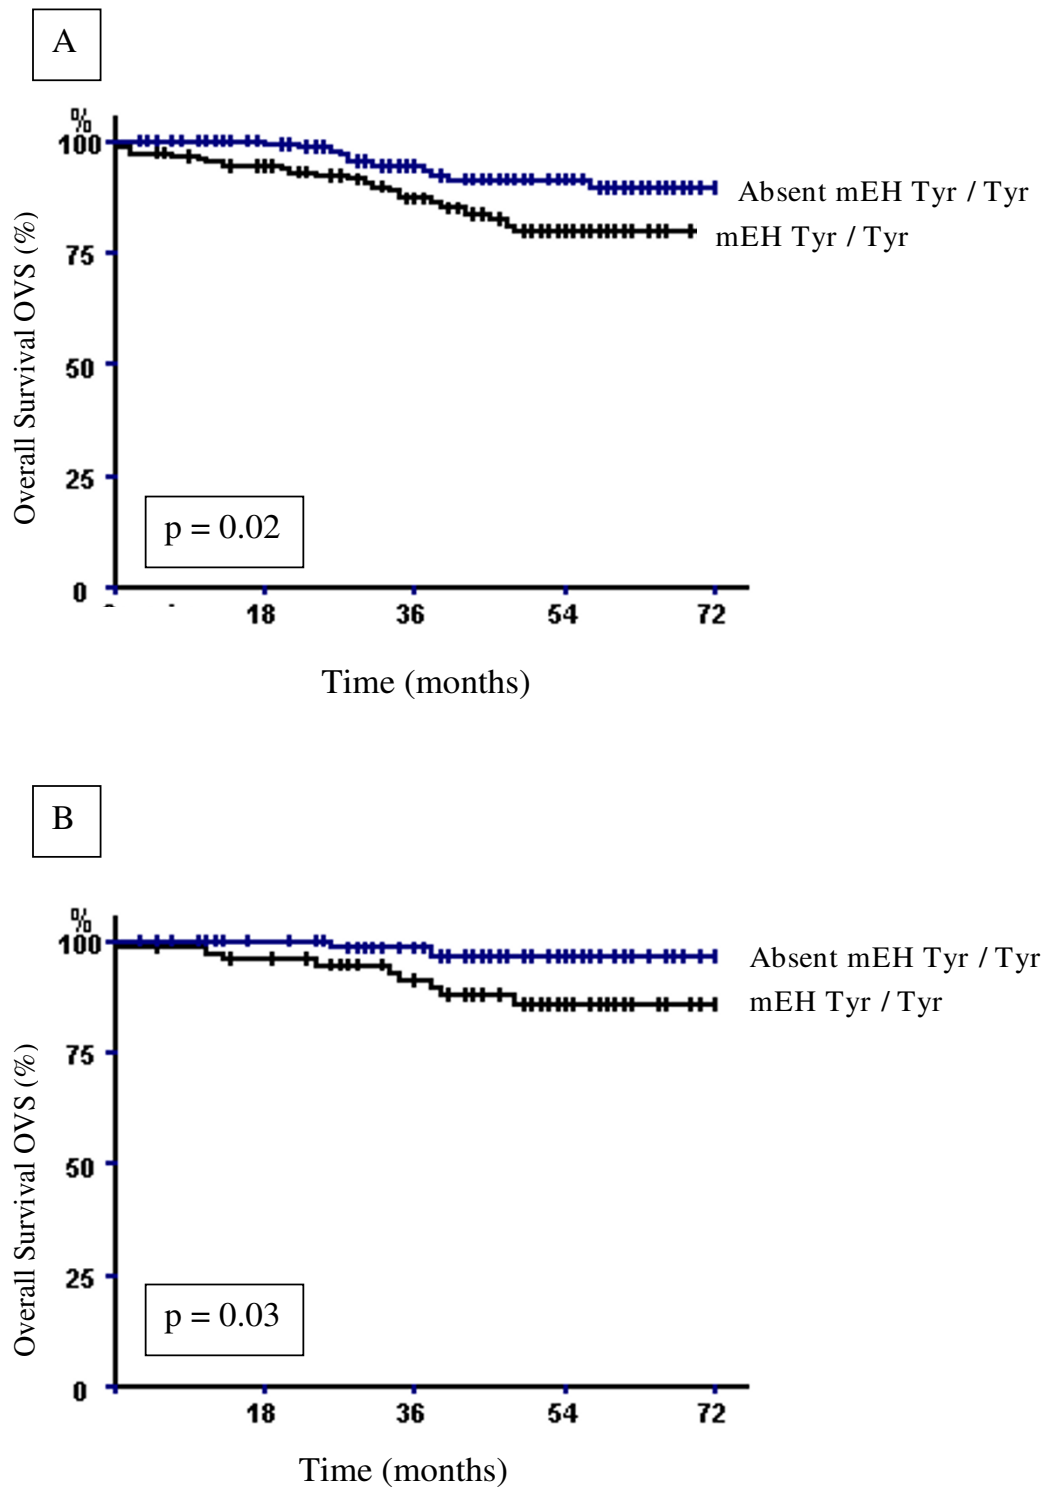 A
%
100
Absent mEH Tyr / Tyr
mEH Tyr / Tyr
75
50
25
0
Overall Survival OVS (%)
p = 0.02
18 36 54 72
Time (months)
B
%
100
Absent mEH Tyr / Tyr
mEH Tyr / Tyr
75
50
25
0
Overall Survival OVS (%)
p = 0.03
18 36 54 72
Time (months)